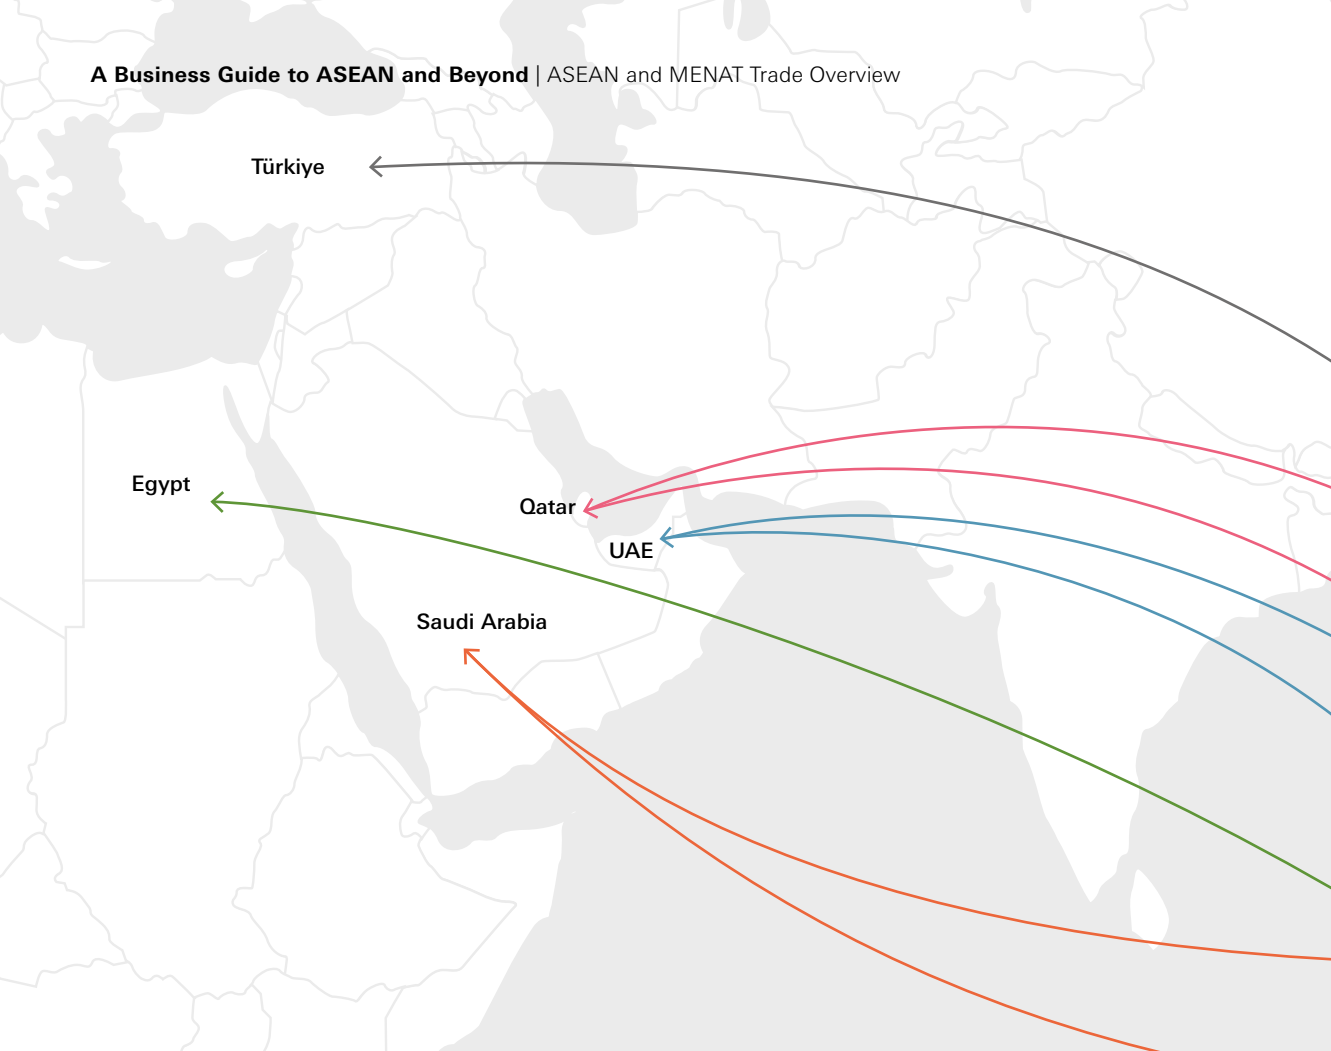 A Business Guide to ASEAN and Beyond | ASEAN and MENAT Trade Overview
Türkiye
Egypt
Qatar
UAE
Saudi Arabia